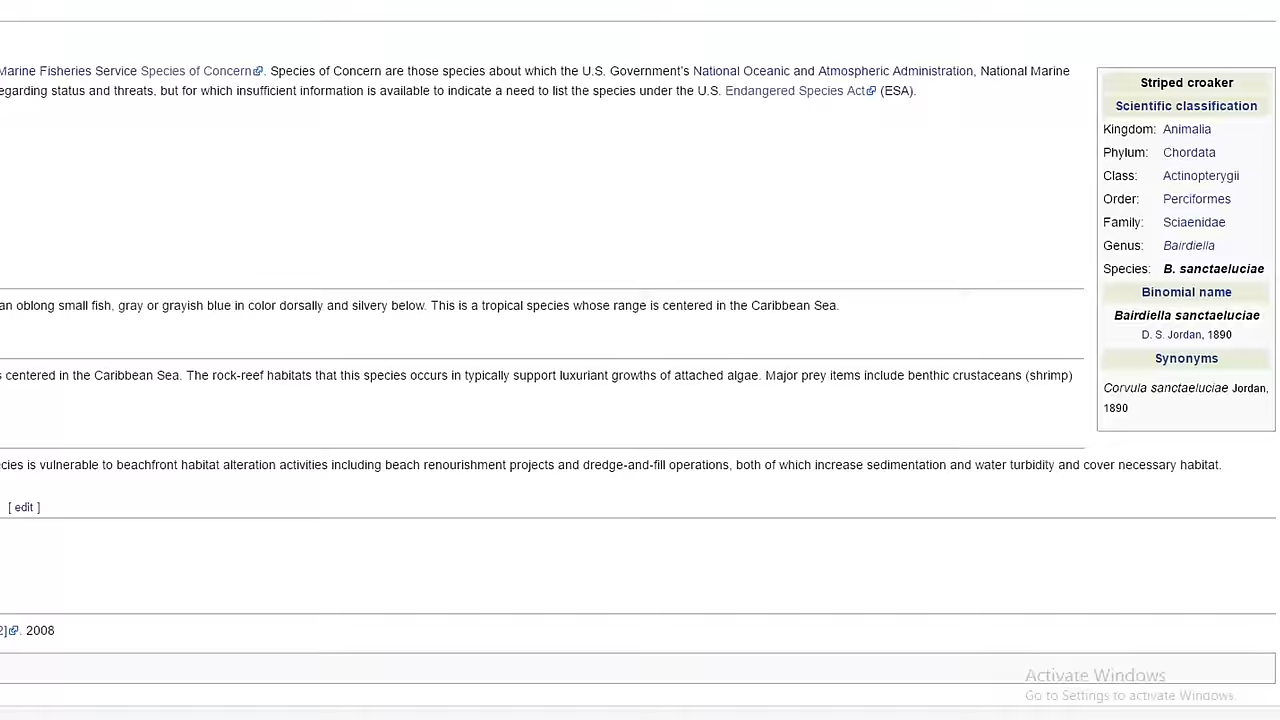 Marine Fisheries Service Species of Concern. Species of Concern are those species about which the U.S. Government's National Oceanic and Atmospheric Administration, National Marine
egarding status and threats, but for which insufficient information is available to indicate a need to list the species under the U.S. Endangered Species Act (ESA).
Striped croaker
Scientific classification
Kingdom: Animalia
Phylum: Chordata
Class: Actinopterygii
Order: Perciformes
Family: Sciaenidae
Genus: Bairdiella
Species: B. sanctaeluciae
Binomial name
Bairdiella sanctaeluciae
D. S. Jordan, 1890
Synonyms
Corvula sanctaeluciae Jordan,
1890
an oblong small fish, gray or grayish blue in color dorsally and silvery below. This is a tropical species whose range is centered in the Caribbean Sea.
s centered in the Caribbean Sea. The rock-reef habitats that this species occurs in typically support luxuriant growths of attached algae. Major prey items include benthic crustaceans (shrimp)
cies is vulnerable to beachfront habitat alteration activities including beach renourishment projects and dredge-and-fill operations, both of which increase sedimentation and water turbidity and cover necessary habitat.
[ edit ]
2]. 2008
Activate Windows
Go to Settings to activate Windows.